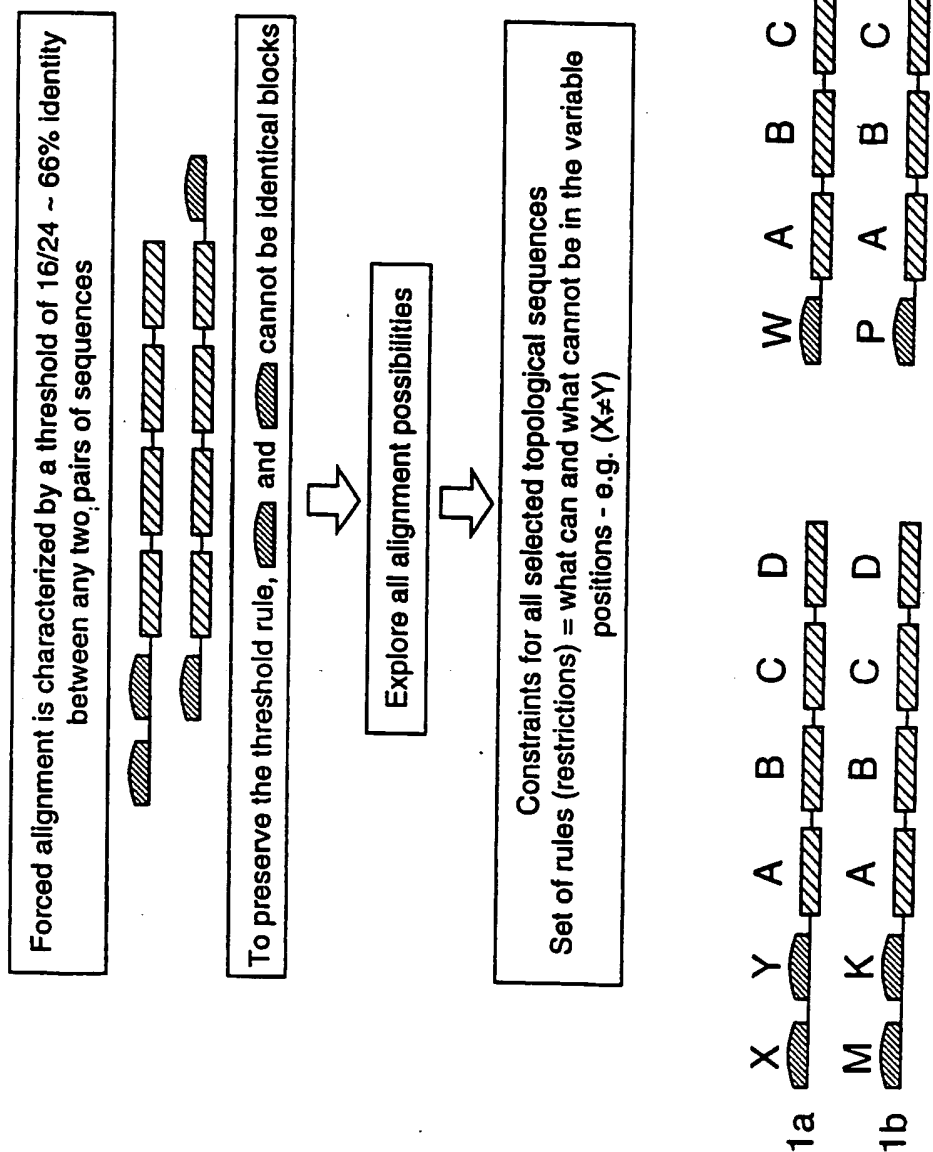 Forced alignment is characterized by a threshold of 16/24 ~ 66% identity
between any two pairs of sequences
To preserve the threshold rule, and cannot be identical blocks
Explore all alignment possibilities
Constraints for all selected topological sequences
Set of rules (restrictions) = what can and what cannot be in the variable
positions - e.g. (X≠Y)
X Y A B C D W A B C
1a
M K A B C D P A B C
1b